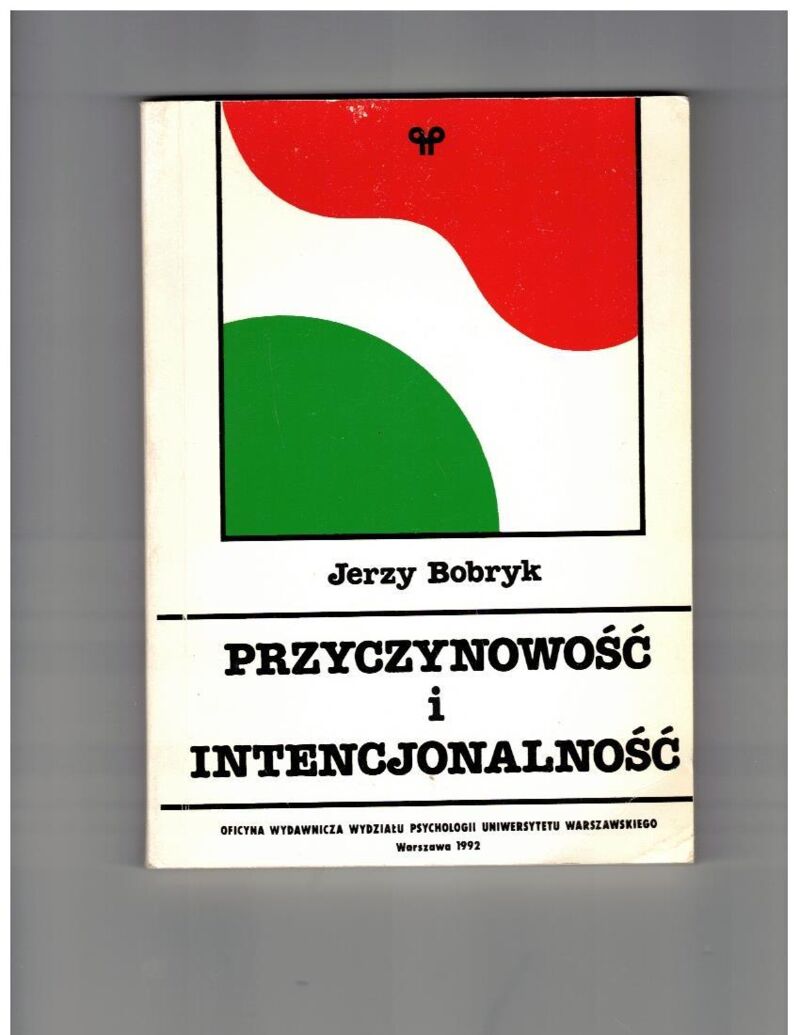 Jerzy Bobryk
PRZYCZYNOWOŚĆ
i
INTENCJONALNOŚĆ
OFICYNA WYDAWNICZA WYDZIAŁU PSYCHOLOGII UNIWERSYTETU WARSZAWSKIEGO
Warszawa 1992